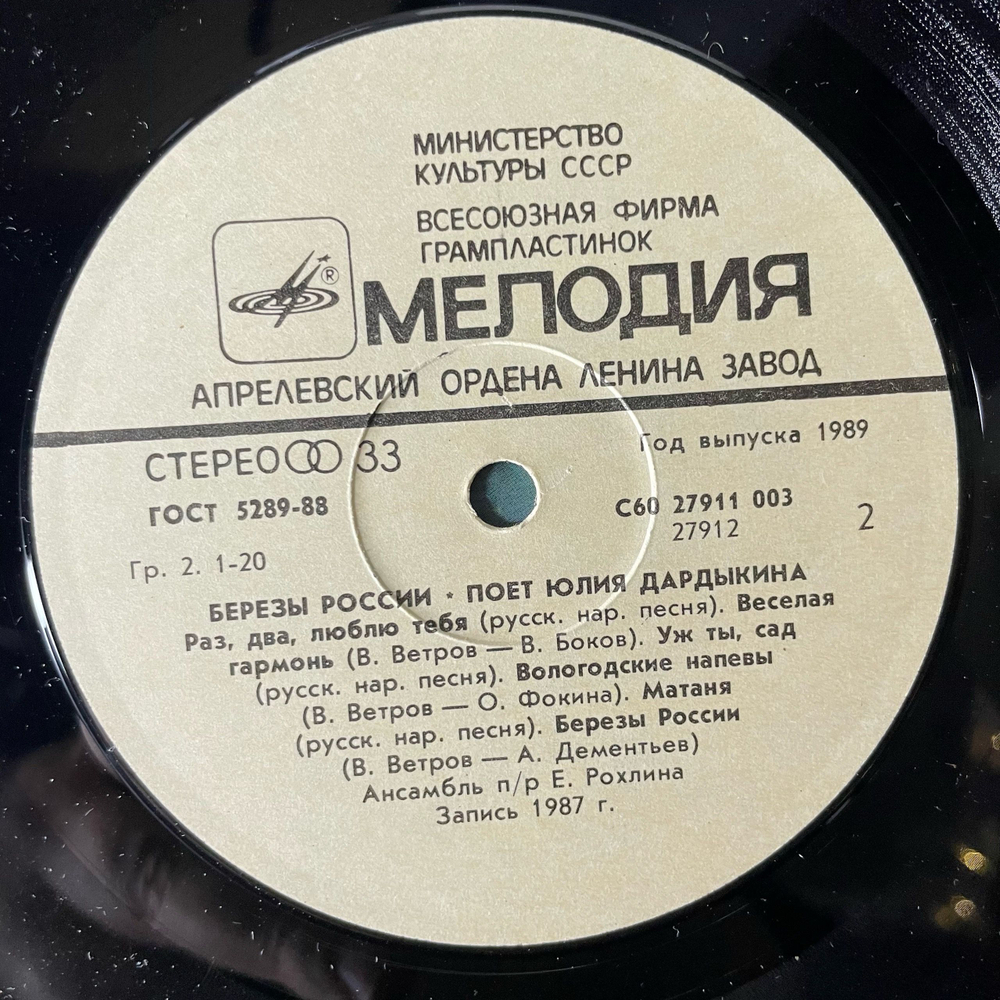 МИНИСТЕРСТВО
КУЛЬТУРЫ СССР
ВСЕСОЮЗНАЯ ФИРМА
ГРАМПЛАСТИНОК
®
МЕЛОДИЯ
АПРЕЛЕВСКИЙ ОРДЕНА ЛЕНИНА ЗАВОД
СТЕРЕО 33
Год выпуска 1989
ГОСТ 5289-88
С60 27911 003
27912
2
Гр. 2. 1-20
БЕРЕЗЫ РОССИИ * ПОЕТ ЮЛИЯ ДАРДЫКИНА
Раз, два, люблю тебя (русск. нар. песня). Веселая
гармонь (В. Ветров — В. Боков). Уж ты, сад
(русск. нар. песня). Вологодские напевы
(В. Ветров — О. Фокина). Матаня
(русск. нар. песня). Березы России
(В. Ветров — А. Дементьев)
Ансамбль п/р Е. Рохлина
Запись 1987 г.